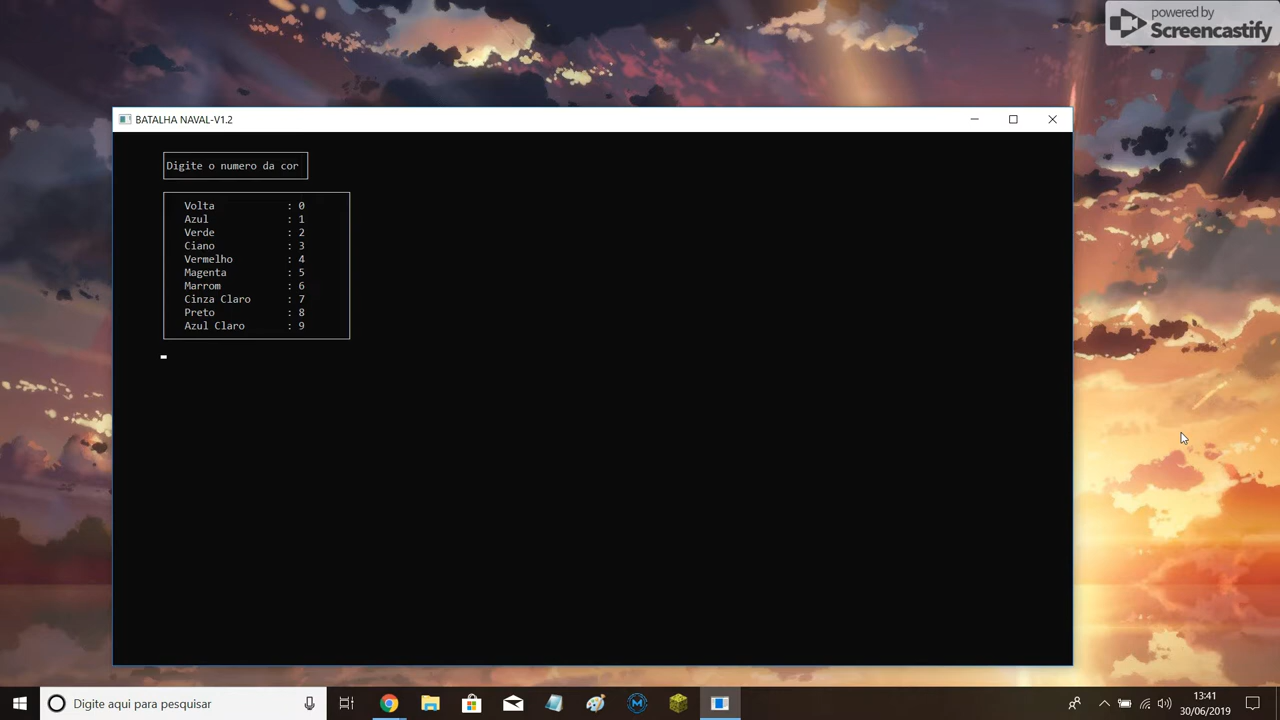 powered by
Screencastify
BATALHA NAVAL-V1.2
Digite o numero da cor
Volta : 0
Azul : 1
Verde : 2
Ciano : 3
Vermelho : 4
Magenta : 5
Marrom : 6
Cinza Claro : 7
Preto : 8
Azul Claro : 9
Digite aqui para pesquisar
13:41
30/06/2019